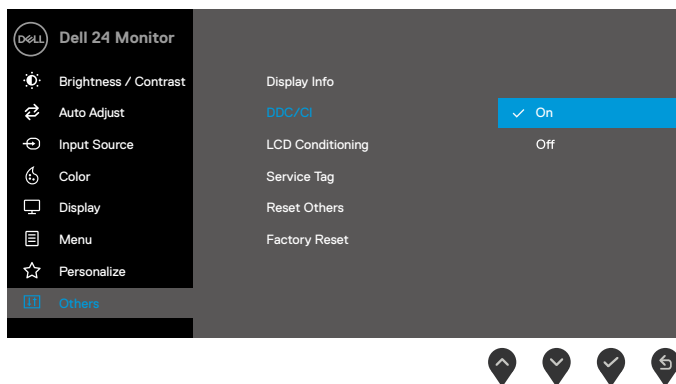 DELL Dell 24 Monitor
Brightness / Contrast
Auto Adjust
Input Source
Color
Display
Menu
Personalize
Others
Display Info
DDC/CI
LCD Conditioning
Service Tag
Reset Others
Factory Reset
On
Off